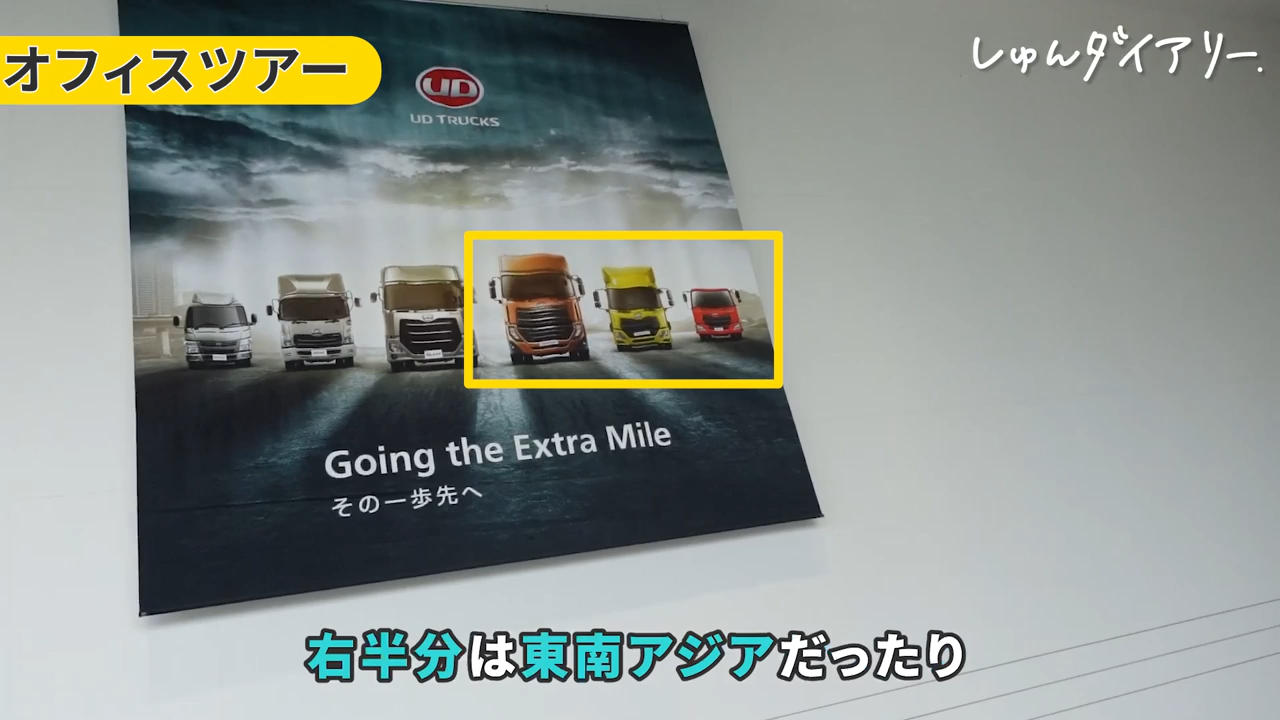 オフィスツアー
しゅんダイアリー.
UD
UD TRUCKS
Going the Extra Mile
その一歩先へ
右半分は東南アジアだったり